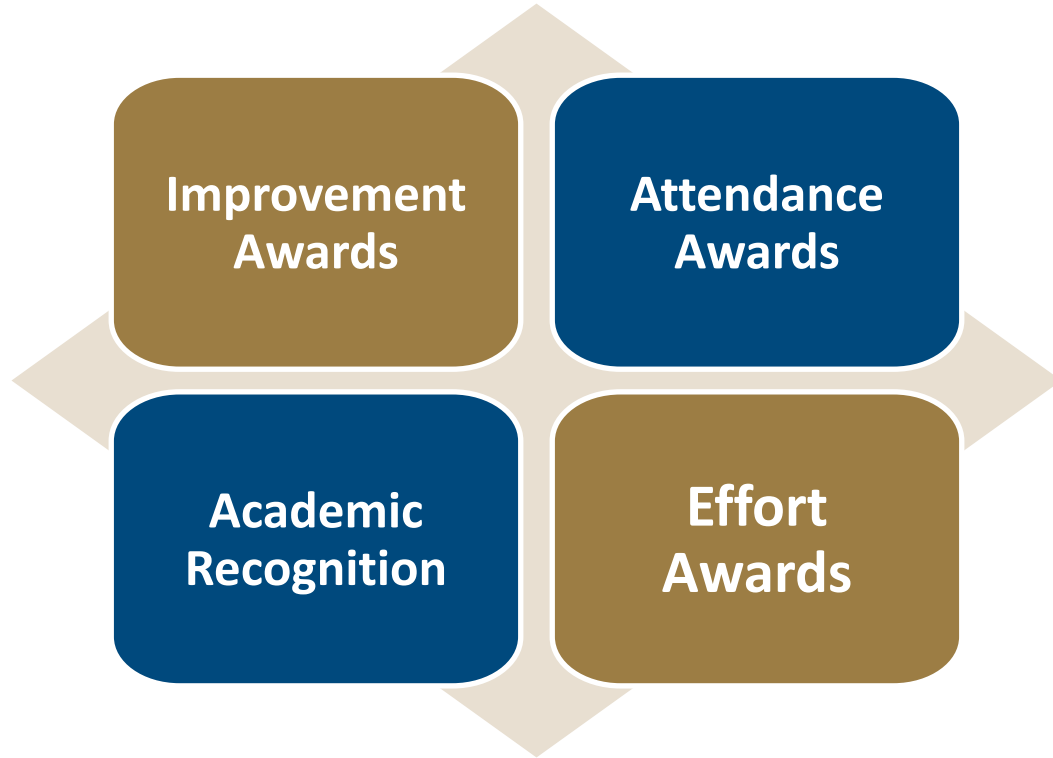 Improvement
Awards
Attendance
Awards
Academic
Recognition
Effort
Awards